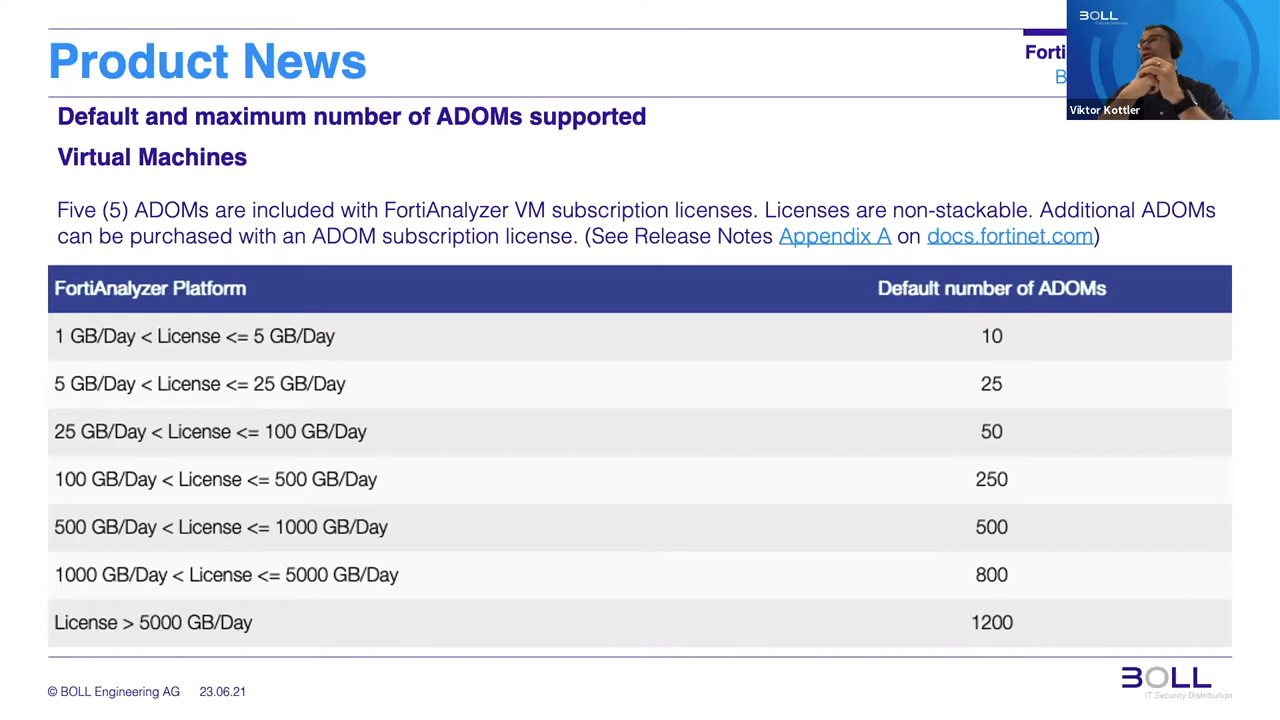 Product News
Forti
B
BOLL
Viktor Kottler
Default and maximum number of ADOMs supported
Virtual Machines
Five (5) ADOMs are included with FortiAnalyzer VM subscription licenses. Licenses are non-stackable. Additional ADOMs
can be purchased with an ADOM subscription license. (See Release Notes Appendix A on docs.fortinet.com)
FortiAnalyzer Platform Default number of ADOMs
1 GB/Day < License <= 5 GB/Day 10
5 GB/Day < License <= 25 GB/Day 25
25 GB/Day < License <= 100 GB/Day 50
100 GB/Day < License <= 500 GB/Day 250
500 GB/Day < License <= 1000 GB/Day 500
1000 GB/Day < License <= 5000 GB/Day 800
License > 5000 GB/Day 1200
© BOLL Engineering AG 23.06.21
BOLL
IT Security Distribution